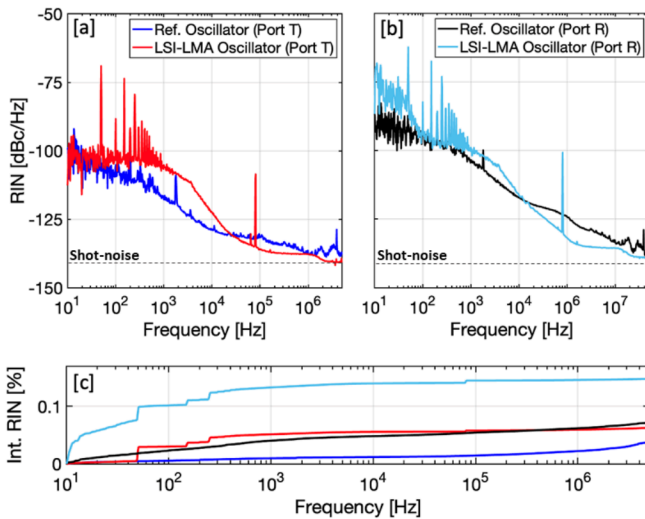 [a]
Ref. Oscillator (Port T)
LSI-LMA Oscillator (Port T)
RIN [dBc/Hz]
-50
-75
-100
-125
-150
Shot-noise
10^1 10^2 10^3 10^4 10^5 10^6
Frequency [Hz]
[b]
Ref. Oscillator (Port R)
LSI-LMA Oscillator (Port R)
Shot-noise
10^1 10^2 10^3 10^4 10^5 10^6 10^7
Frequency [Hz]
[c]
Int. RIN [%]
0.1
0
10^1 10^2 10^3 10^4 10^5 10^6
Frequency [Hz]